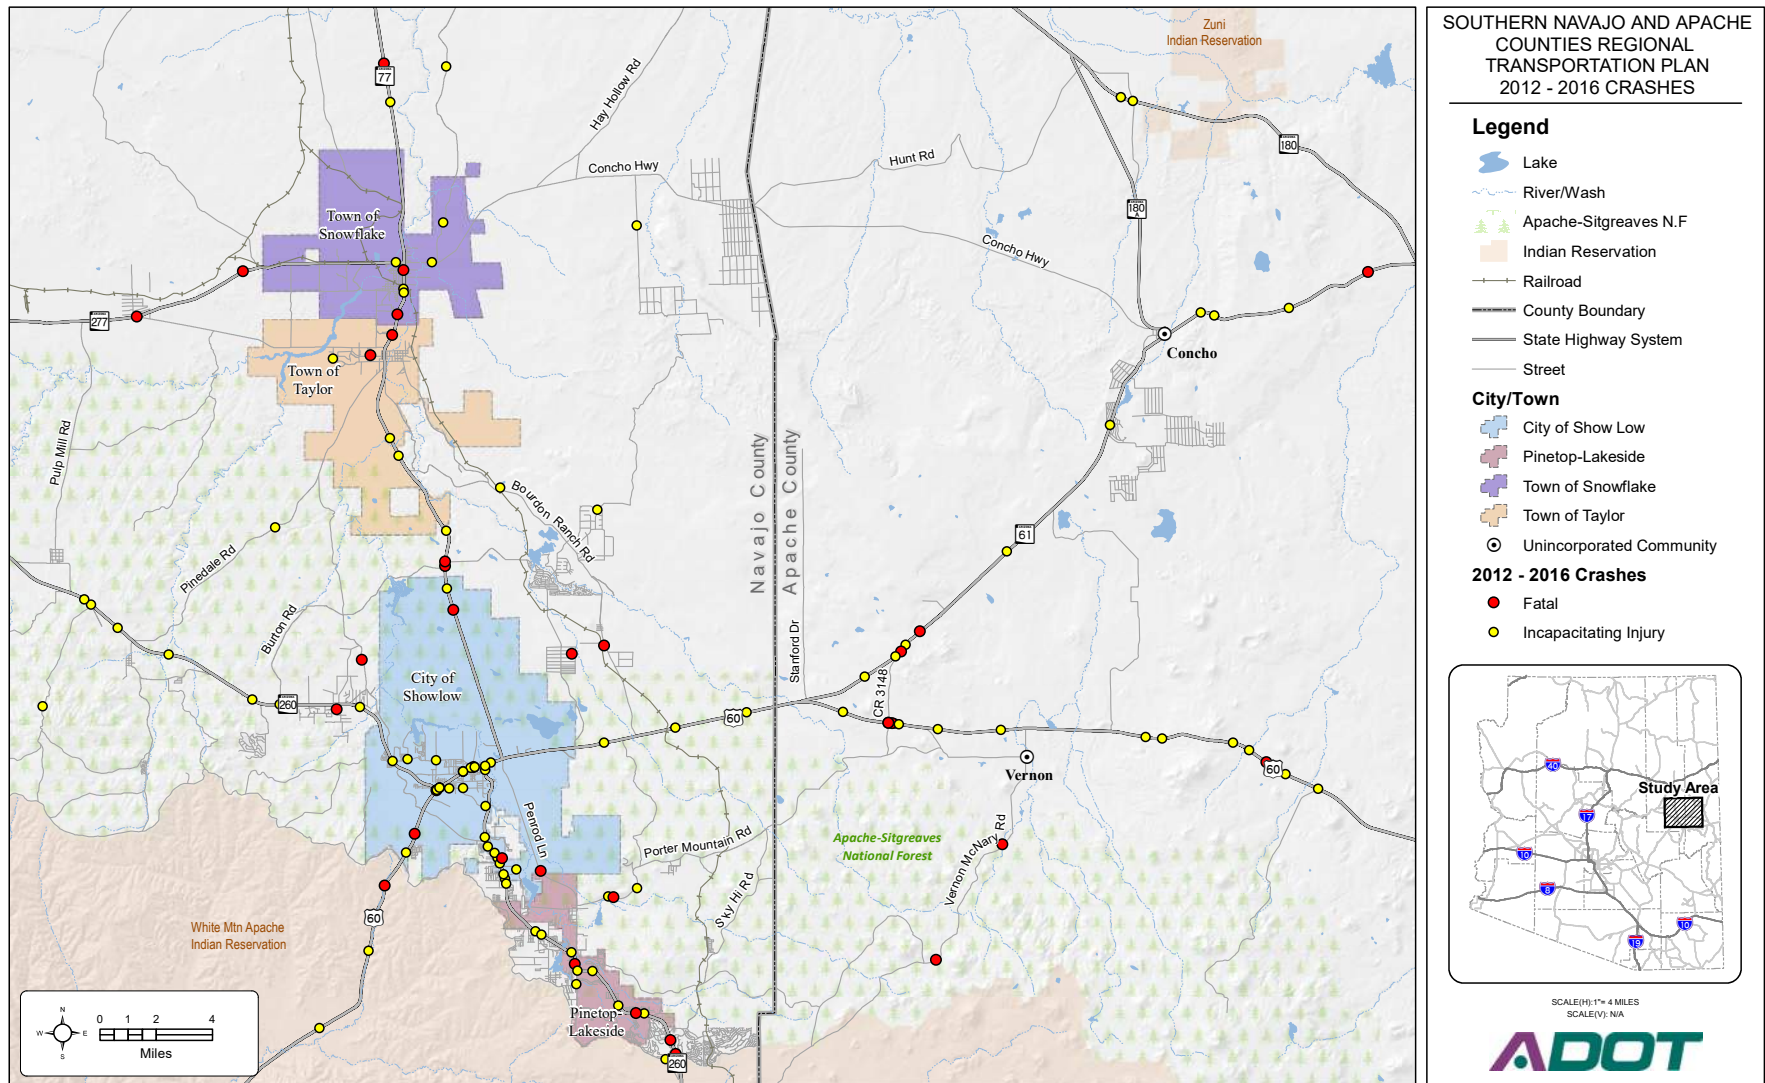 Zuni
Indian Reservation
77
Hay Hollow Rd
180
Hunt Rd
Concho Hwy
180
A
Town of
Snowflake
Concho Hwy
277
Concho
Town of
Taylor
Pulp Mill Rd
Navajo County
Apache County
Bourdon Ranch Rd
61
Pinedale Rd
Burton Rd
Stanford Dr
City of
Showlow
CR 3148
260
60
Vernon
60
Penrod Ln
Porter Mountain Rd
Apache-Sitgreaves
National Forest
Vernon McNary Rd
Sky Hi Rd
60
White Mtn Apache
Indian Reservation
Pinetop-
Lakeside
260
N
W E
S
0 1 2 4
Miles
SOUTHERN NAVAJO AND APACHE
COUNTIES REGIONAL
TRANSPORTATION PLAN
2012 - 2016 CRASHES
Legend
Lake
River/Wash
Apache-Sitgreaves N.F
Indian Reservation
Railroad
County Boundary
State Highway System
Street
City/Town
City of Show Low
Pinetop-Lakeside
Town of Snowflake
Town of Taylor
Unincorporated Community
2012 - 2016 Crashes
Fatal
Incapacitating Injury
40
Study Area
17
10
8
10
19
SCALE(H):1"= 4 MILES
SCALE(V): N/A
ADOT